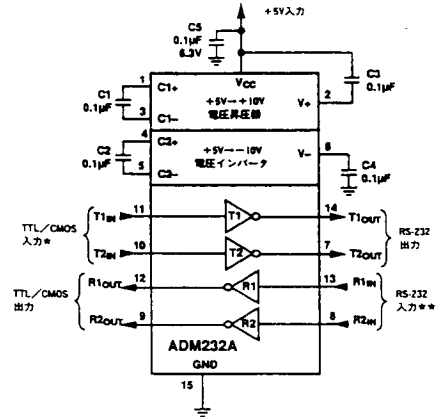 +5V入力
C5
0.1μF
6.3V
VCC
C3
0.1μF
1
C1+
C1
0.1μF
3
C1−
+5V→+10V
電圧昇圧器
V+
2
4
C2+
C2
0.1μF
5
C2−
+5V→−10V
電圧インバータ
V−
6
C4
0.1μF
TTL/CMOS
入力*
T1IN
11
T1
14
T1OUT
T2IN
10
T2
7
T2OUT
RS-232
出力
TTL/CMOS
出力
R1OUT
12
R1
13
R1IN
R2OUT
9
R2
8
R2IN
RS-232
入力**
ADM232A
GND
15